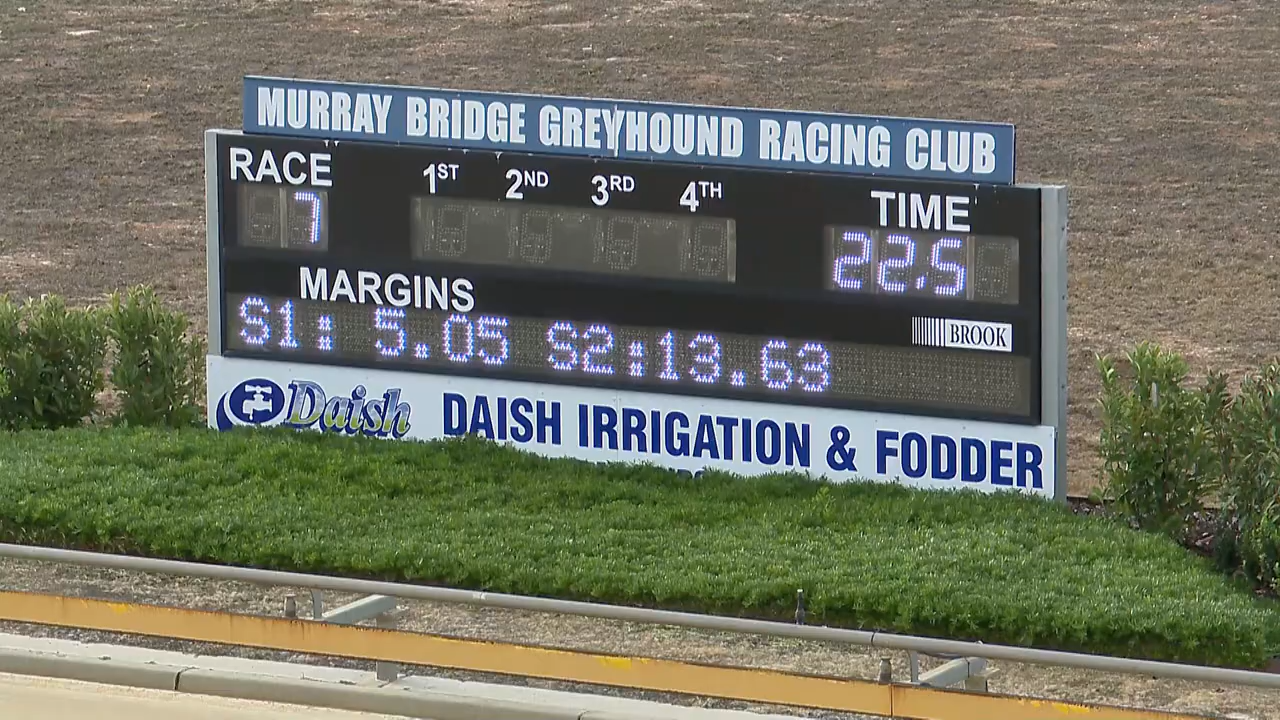 MURRAY BRIDGE GREYHOUND RACING CLUB
RACE 1ST 2ND 3RD 4TH TIME
7 22.5
MARGINS
BROOK
S1: 5.05 S2:13.63
Daish DAISH IRRIGATION & FODDER